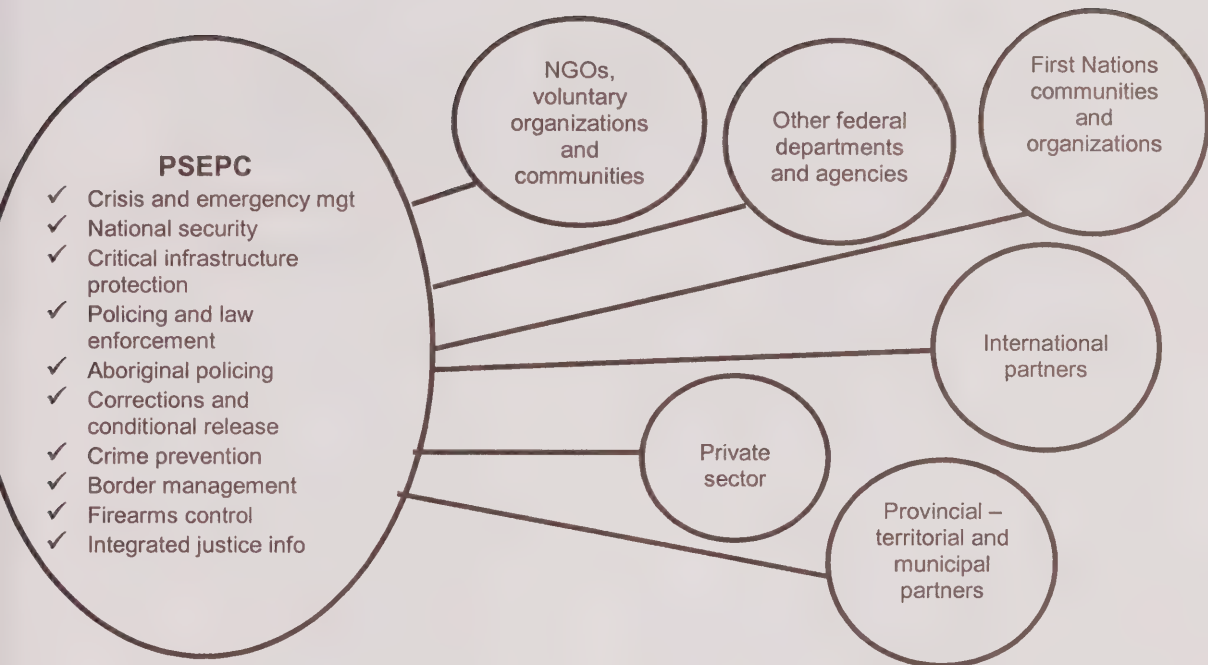 PSEPC
✓ Crisis and emergency mgt
✓ National security
✓ Critical infrastructure
protection
✓ Policing and law
enforcement
✓ Aboriginal policing
✓ Corrections and
conditional release
✓ Crime prevention
✓ Border management
✓ Firearms control
✓ Integrated justice info
NGOs,
voluntary
organizations
and
communities
Other federal
departments
and agencies
First Nations
communities
and
organizations
International
partners
Private
sector
Provincial –
territorial and
municipal
partners